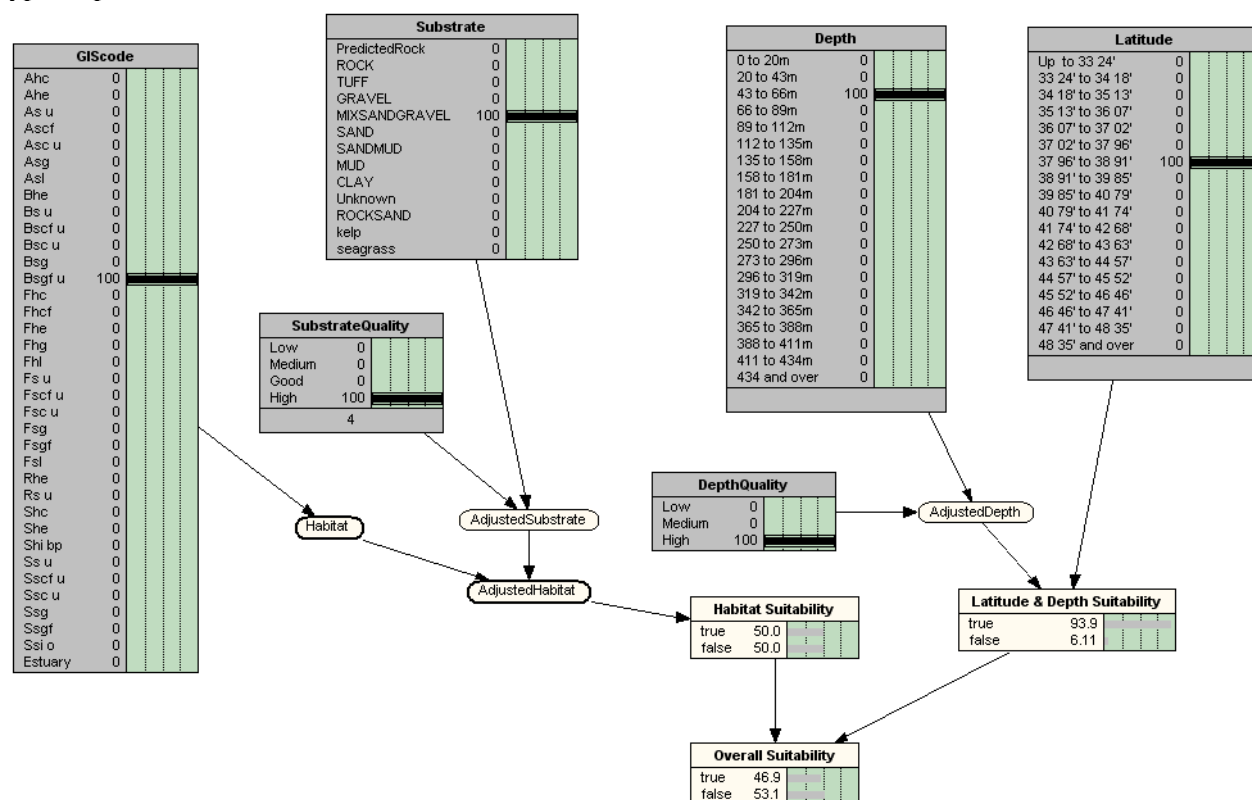 GIScode
Ahc 0
Ahe 0
As u 0
Ascf 0
Asc u 0
Asg 0
Asl 0
Bhe 0
Bs u 0
Bscf u 0
Bsc u 0
Bsg 0
Bsgf u 100
Fhc 0
Fhcf 0
Fhe 0
Fhg 0
Fhl 0
Fs u 0
Fscf u 0
Fsc u 0
Fsg 0
Fsgf 0
Fsl 0
Rhe 0
Rs u 0
Shc 0
She 0
Shi bp 0
Ss u 0
Sscf u 0
Ssc u 0
Ssg 0
Ssgf 0
Ssi o 0
Estuary 0
Substrate
PredictedRock 0
ROCK 0
TUFF 0
GRAVEL 0
MIXSANDGRAVEL 100
SAND 0
SANDMUD 0
MUD 0
CLAY 0
Unknown 0
ROCKSAND 0
kelp 0
seagrass 0
Depth
0 to 20m 0
20 to 43m 0
43 to 66m 100
66 to 89m 0
89 to 112m 0
112 to 135m 0
135 to 158m 0
158 to 181m 0
181 to 204m 0
204 to 227m 0
227 to 250m 0
250 to 273m 0
273 to 296m 0
296 to 319m 0
319 to 342m 0
342 to 365m 0
365 to 388m 0
388 to 411m 0
411 to 434m 0
434 and over 0
Latitude
Up to 33 24' 0
33 24' to 34 18' 0
34 18' to 35 13' 0
35 13' to 36 07' 0
36 07' to 37 02' 0
37 02' to 37 96' 0
37 96' to 38 91' 100
38 91' to 39 85' 0
39 85' to 40 79' 0
40 79' to 41 74' 0
41 74' to 42 68' 0
42 68' to 43 63' 0
43 63' to 44 57' 0
44 57' to 45 52' 0
45 52' to 46 46' 0
46 46' to 47 41' 0
47 41' to 48 35' 0
48 35' and over 0
SubstrateQuality
Low 0
Medium 0
Good 0
High 100
4
DepthQuality
Low 0
Medium 0
High 100
Habitat
AdjustedSubstrate
AdjustedDepth
AdjustedHabitat
Habitat Suitability
true 50.0
false 50.0
Latitude & Depth Suitability
true 93.9
false 6.11
Overall Suitability
true 46.9
false 53.1